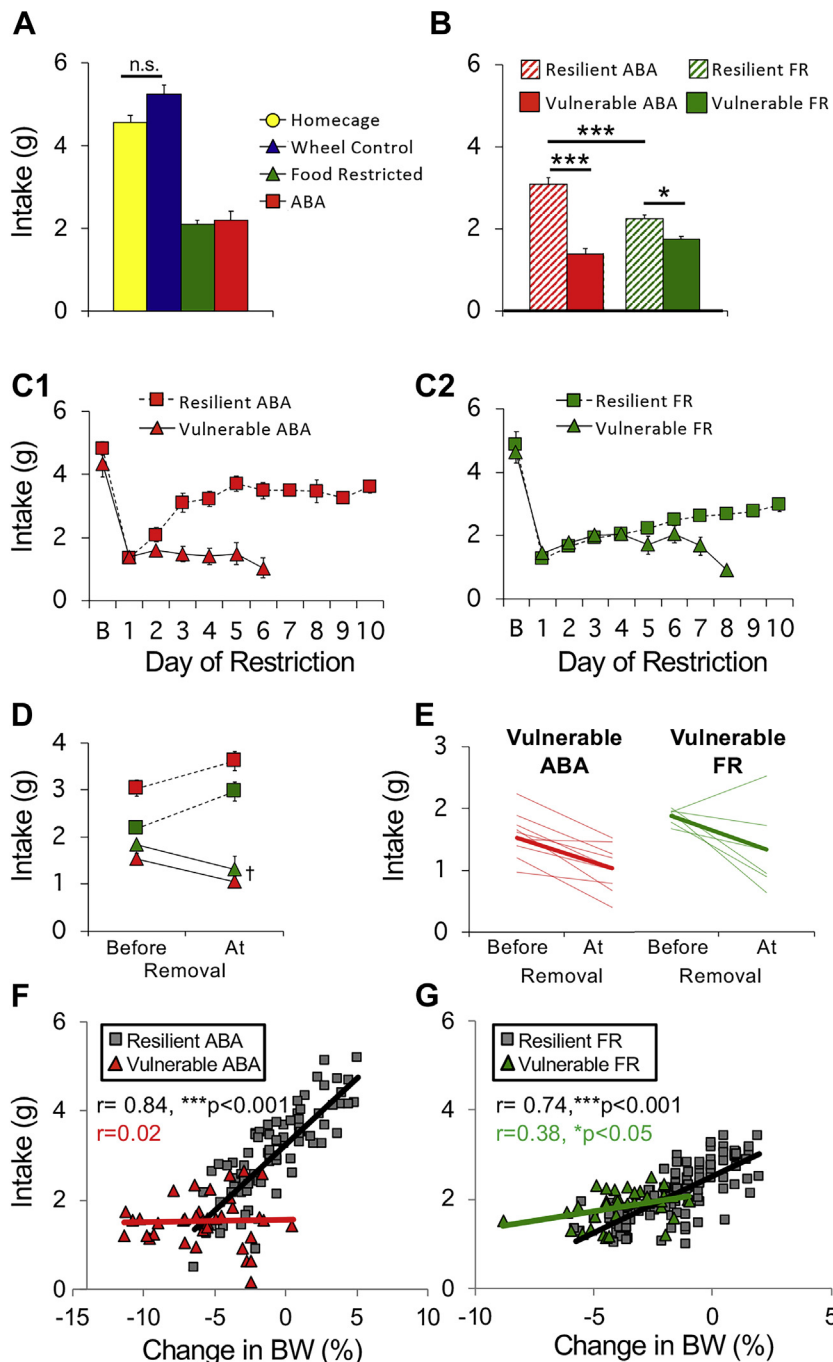 A
Intake (g)
6
4
2
0
n.s.
Homecage
Wheel Control
Food Restricted
ABA
B
Resilient ABA
Resilient FR
Vulnerable ABA
Vulnerable FR
6
4
2
0
***
***
*
C1
Resilient ABA
Vulnerable ABA
Intake (g)
6
4
2
0
B 1 2 3 4 5 6 7 8 9 10
Day of Restriction
C2
Resilient FR
Vulnerable FR
Intake (g)
6
4
2
0
B 1 2 3 4 5 6 7 8 9 10
Day of Restriction
D
Intake (g)
4
3
2
1
0
†
Before At
Removal
E
Vulnerable
ABA
Vulnerable
FR
Intake (g)
3
2
1
0
Before At
Removal
Before At
Removal
F
Resilient ABA
Vulnerable ABA
r= 0.84, ***p<0.001
r=0.02
Intake (g)
6
4
2
0
-15 -10 -5 0 5 10
Change in BW (%)
G
Resilient FR
Vulnerable FR
r= 0.74,***p<0.001
r=0.38, *p<0.05
6
4
2
0
-10 -5 0 5
Change in BW (%)